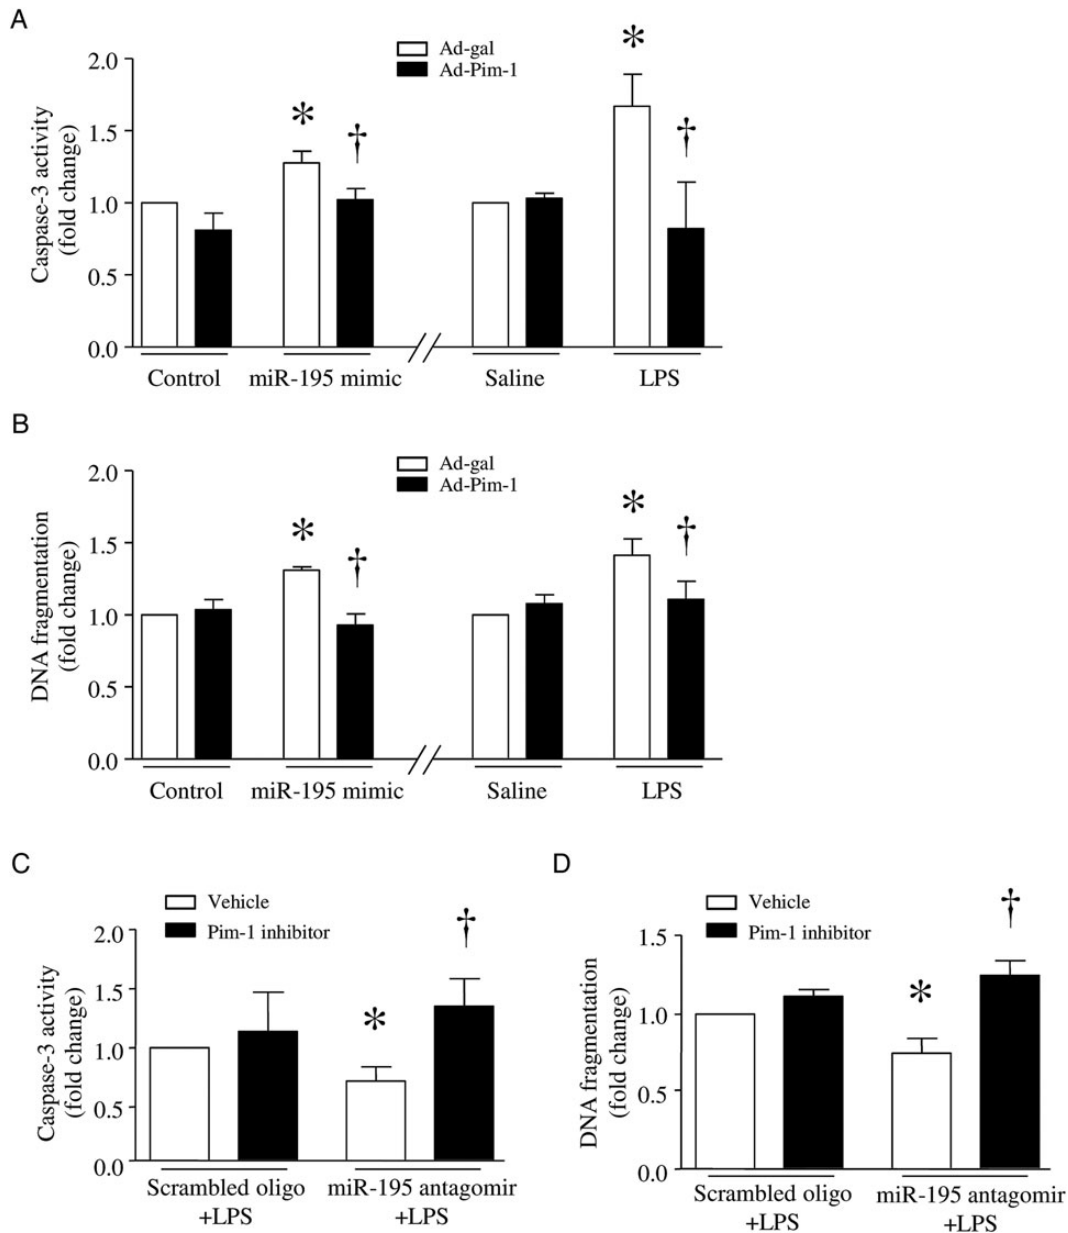 A
Ad-gal
Ad-Pim-1
Caspase-3 activity
(fold change)
2.0
1.5
1.0
0.5
0.0
*
†
*
†
Control
miR-195 mimic
Saline
LPS
B
Ad-gal
Ad-Pim-1
DNA fragmentation
(fold change)
2.0
1.5
1.0
0.5
0.0
*
†
*
†
Control
miR-195 mimic
Saline
LPS
C
Vehicle
Pim-1 inhibitor
Caspase-3 activity
(fold change)
2.0
1.5
1.0
0.5
0.0
*
†
Scrambled oligo
+LPS
miR-195 antagomir
+LPS
D
Vehicle
Pim-1 inhibitor
DNA fragmentation
(fold change)
1.5
1.0
0.5
0.0
*
†
Scrambled oligo
+LPS
miR-195 antagomir
+LPS